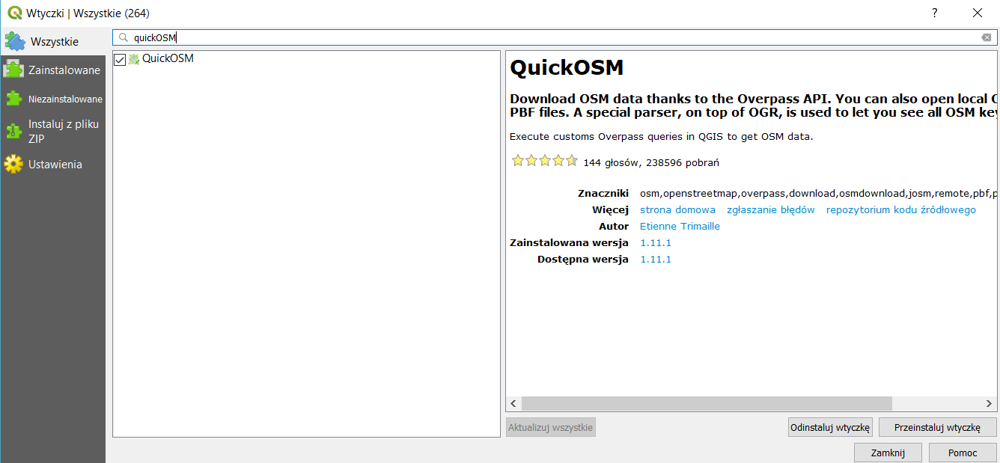 Wtyczki | Wszystkie (264)
?
Wszystkie
Zainstalowane
Niezainstalowane
Instaluj z pliku
ZIP
Ustawienia
quickOSM
QuickOSM
QuickOSM
Download OSM data thanks to the Overpass API. You can also open local
PBF files. A special parser, on top of OGR, is used to let you see all OSM
Execute customs Overpass queries in QGIS to get OSM data.
144 głosów, 238596 pobrań
Znaczniki osm,openstreetmap,overpass,download,osmdownload,josm,remote,pbf,
Więcej strona domowa zgłaszanie błędów repozytorium kodu źródłowego
Autor Etienne Trimaille
Zainstalowana wersja 1.11.1
Dostępna wersja 1.11.1
Aktualizuj wszystkie
Odinstaluj wtyczkę
Przeinstaluj wtyczkę
Zamknij
Pomoc